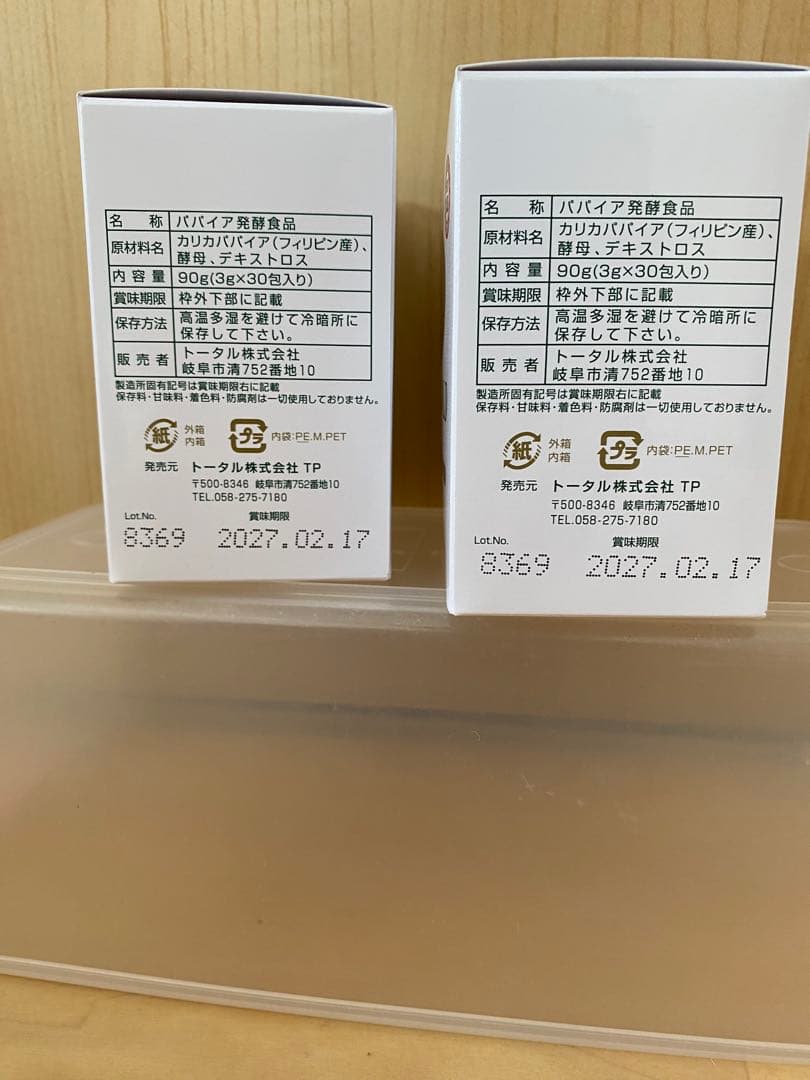 名称 パパイア発酵食品
原材料名 カリカパパイア(フィリピン産)、
酵母、デキストロス
内容量 90g(3g×30包入り)
賞味期限 枠外下部に記載
保存方法 高温多湿を避けて冷暗所に
保存して下さい。
販売者 トータル株式会社
岐阜市清752番地10
製造所固有記号は賞味期限右に記載
保存料・甘味料・着色料・防腐剤は一切使用しておりません。
紙 外箱
内箱
プラ 内袋:PE.M.PET
発売元 トータル株式会社 TP
〒500-8346 岐阜市清752番地10
TEL.058-275-7180
Lot.No. 賞味期限
8369 2027.02.17
名称 パパイア発酵食品
原材料名 カリカパパイア(フィリピン産)、
酵母、デキストロス
内容量 90g(3g×30包入り)
賞味期限 枠外下部に記載
保存方法 高温多湿を避けて冷暗所に
保存して下さい。
販売者 トータル株式会社
岐阜市清752番地10
製造所固有記号は賞味期限右に記載
保存料・甘味料・着色料・防腐剤は一切使用しておりません。
紙 外箱
内箱
プラ 内袋:PE.M.PET
発売元 トータル株式会社 TP
〒500-8346 岐阜市清752番地10
TEL.058-275-7180
Lot.No. 賞味期限
8369 2027.02.17